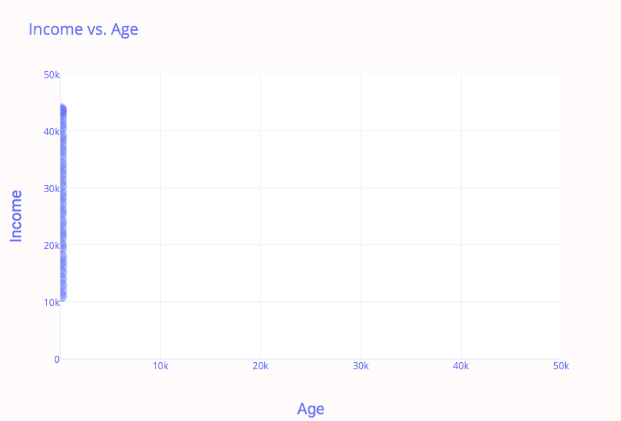 Income vs. Age
50k
40k
30k
20k
10k
0
Income
10k 20k 30k 40k 50k
Age